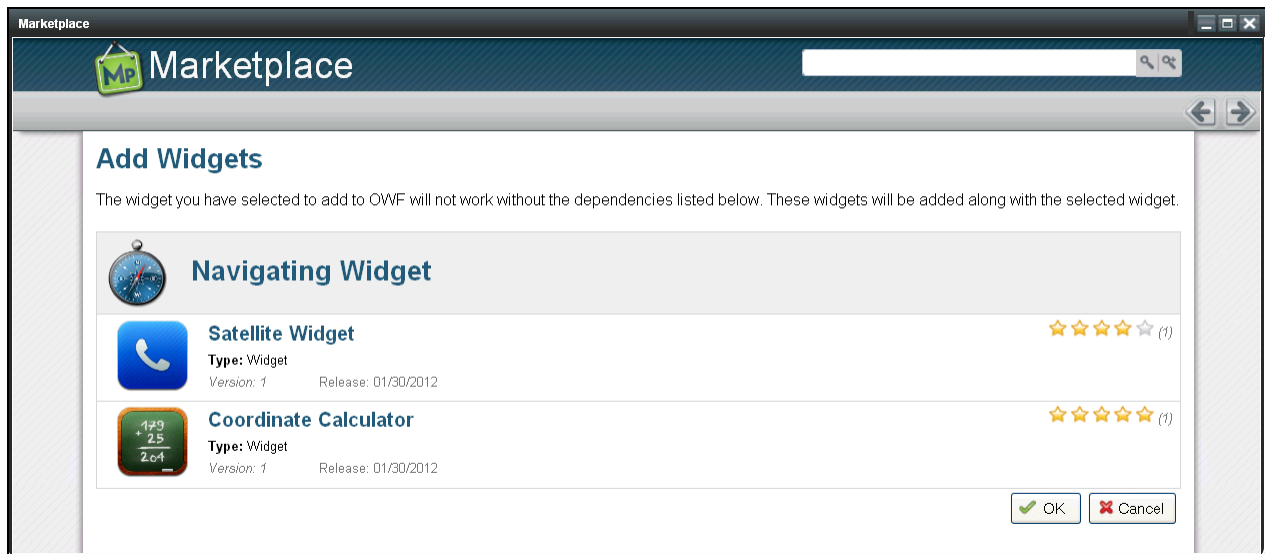 Marketplace
MP Marketplace
Add Widgets
The widget you have selected to add to OWF will not work without the dependencies listed below. These widgets will be added along with the selected widget.
Navigating Widget
Satellite Widget
(1)
Type: Widget
Version: 1 Release: 01/30/2012
179
+ 25
204
Coordinate Calculator
(1)
Type: Widget
Version: 1 Release: 01/30/2012
OK Cancel